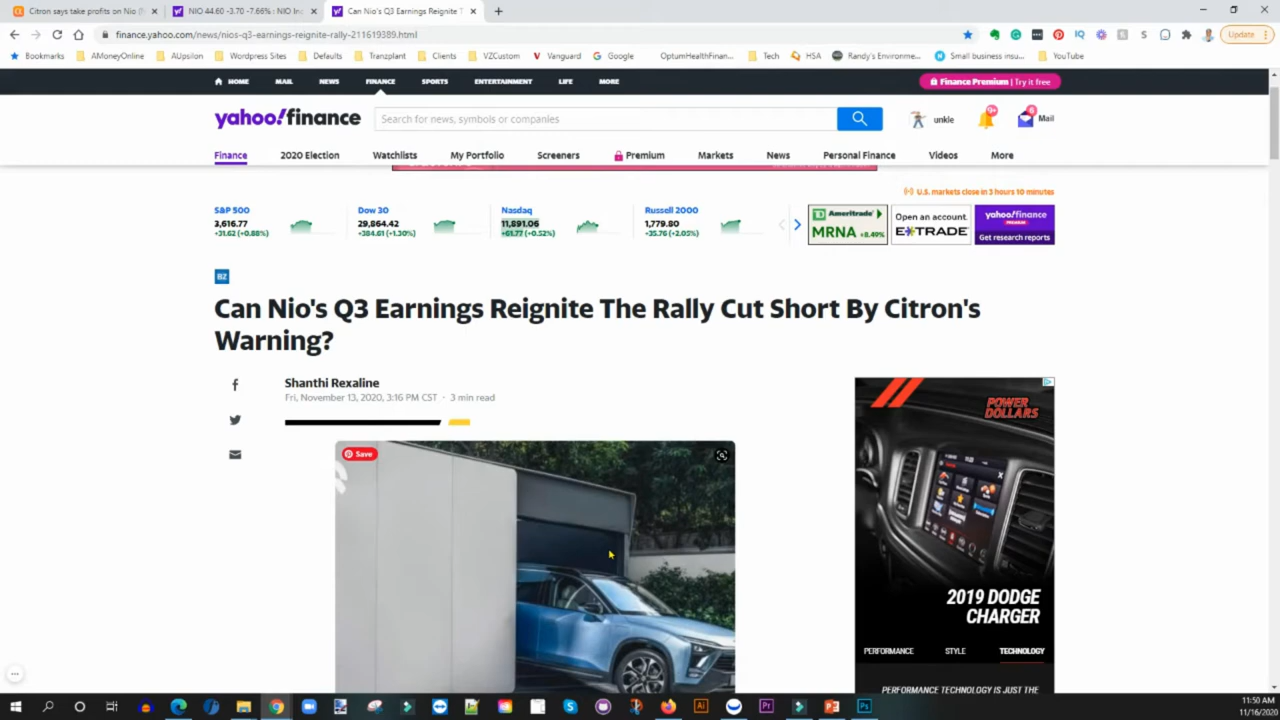 Citron says take profits on Nio (
NIO 44.60 -3.70 -7.66% : NIO Inc
Can Nio's Q3 Earnings Reignite T
finance.yahoo.com/news/nios-q3-earnings-reignite-rally-211619389.html
Update
Bookmarks
AMoneyOnline
AUpsilon
Wordpress Sites
Defaults
Transplant
Clients
VZCustom
Vanguard
Google
OptumHealthFinan...
Tech
HSA
Randy's Environme...
Small business insu...
YouTube
HOME
MAIL
NEWS
FINANCE
SPORTS
ENTERTAINMENT
LIFE
MORE
Finance Premium | Try it free
yahoo!finance
Search for news, symbols or companies
unkle
9+
6
Mail
Finance
2020 Election
Watchlists
My Portfolio
Screeners
Premium
Markets
News
Personal Finance
Videos
More
U.S. markets close in 3 hours 10 minutes
S&P 500
3,616.77
+31.62 (+0.88%)
Dow 30
29,864.42
+384.61 (+1.30%)
Nasdaq
11,891.06
+61.77 (+0.52%)
Russell 2000
1,779.80
+35.76 (+2.05%)
TD Ameritrade
MRNA +8.49%
Open an account.
E*TRADE
yahoo!finance
PREMIUM
Get research reports
BZ
Can Nio's Q3 Earnings Reignite The Rally Cut Short By Citron's
Warning?
Shanthi Rexaline
Fri, November 13, 2020, 3:16 PM CST · 3 min read
Save
POWER
DOLLARS
2019 DODGE
CHARGER
PERFORMANCE
STYLE
TECHNOLOGY
PERFORMANCE TECHNOLOGY IS JUST THE
11:50 AM
11/16/2020